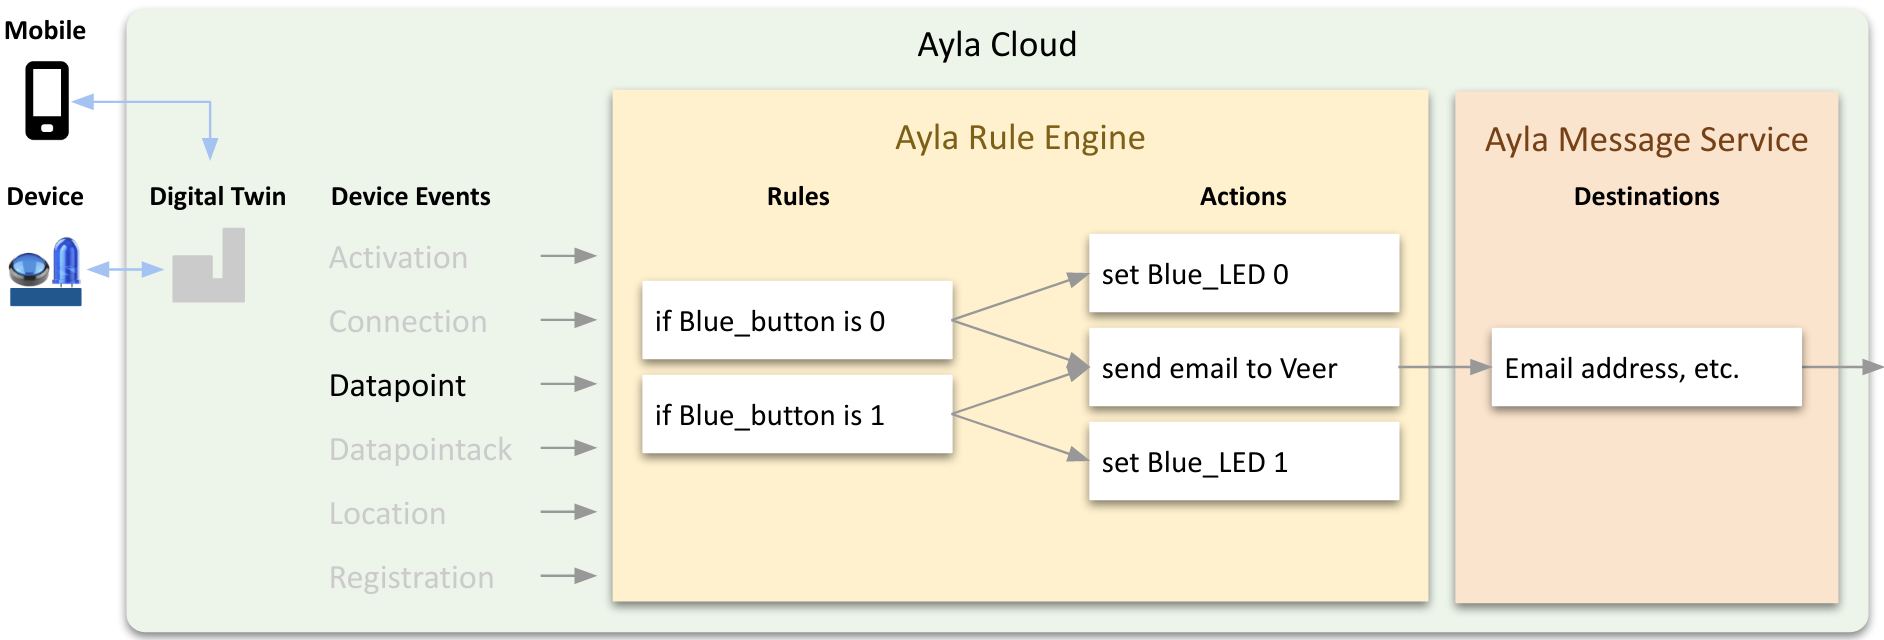 Mobile
Ayla Cloud
Ayla Rule Engine
Ayla Message Service
Device
Digital Twin
Device Events
Rules
Actions
Destinations
Activation
Connection
Datapoint
Datapointack
Location
Registration
if Blue_button is 0
if Blue_button is 1
set Blue_LED 0
send email to Veer
set Blue_LED 1
Email address, etc.